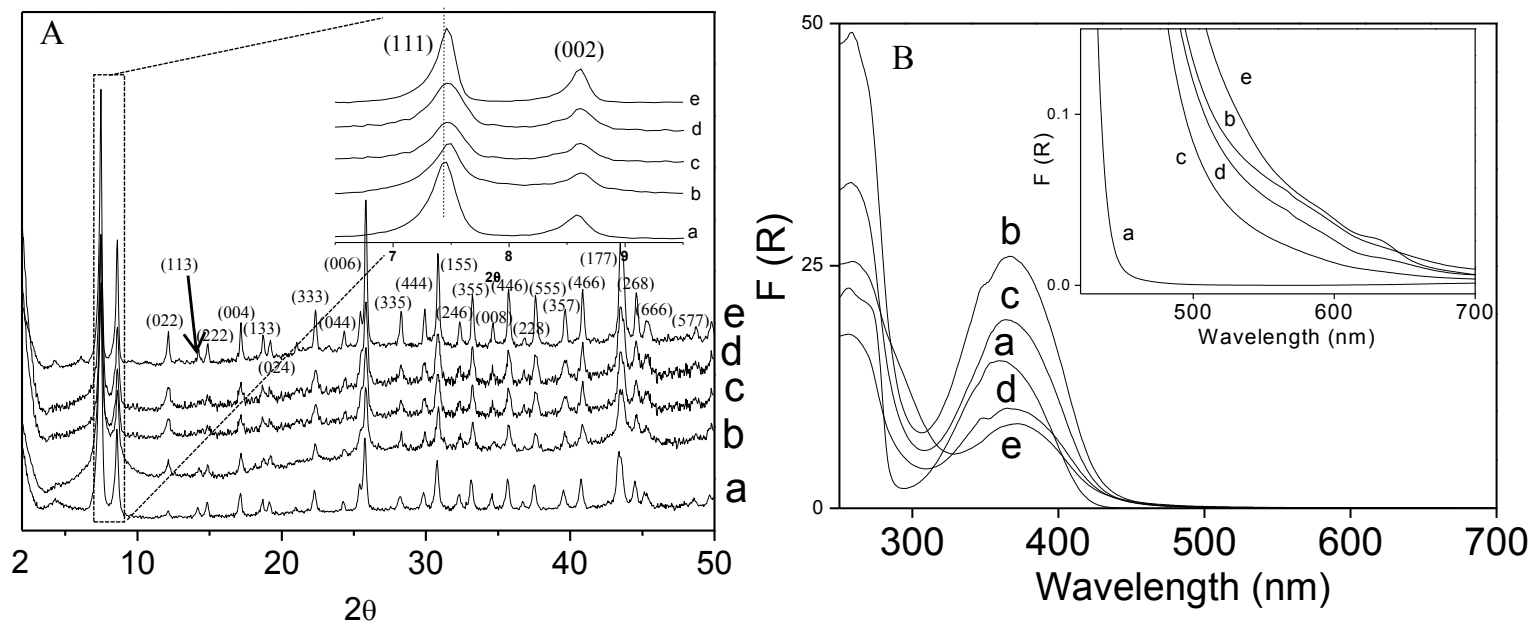 A
(111)
(002)
e
d
c
b
a
7
8
9
2θ
(113)
(022)
(222)
(004)
(133)
(024)
(333)
(044)
(006)
(335)
(444)
(155)
(246)
(355)
(008)
(446)
(228)
(555)
(357)
(466)
(177)
(268)
(666)
(577)
e
d
c
b
a
2
10
20
30
40
50
2θ
B
50
25
0
F (R)
b
c
a
d
e
300
400
500
600
700
Wavelength (nm)
0.1
0.0
F (R)
e
b
c
d
a
500
600
700
Wavelength (nm)